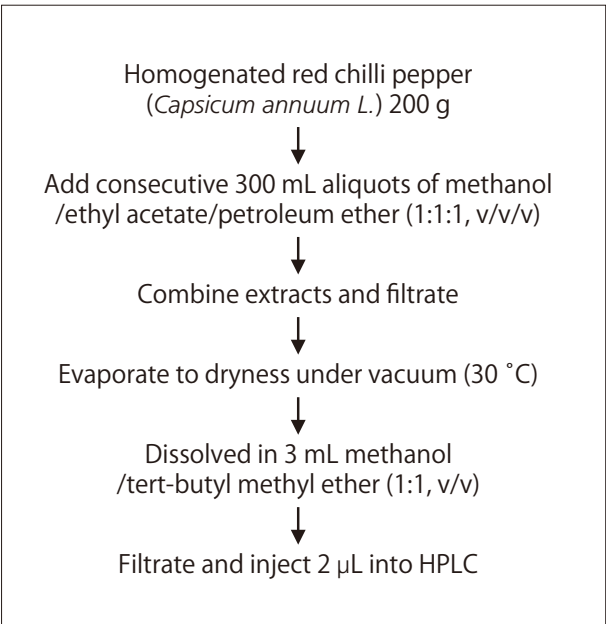 Homogenated red chilli pepper
(Capsicum annuum L.) 200 g
Add consecutive 300 mL aliquots of methanol
/ethyl acetate/petroleum ether (1:1:1, v/v/v)
Combine extracts and filtrate
Evaporate to dryness under vacuum (30 ˚C)
Dissolved in 3 mL methanol
/tert-butyl methyl ether (1:1, v/v)
Filtrate and inject 2 µL into HPLC